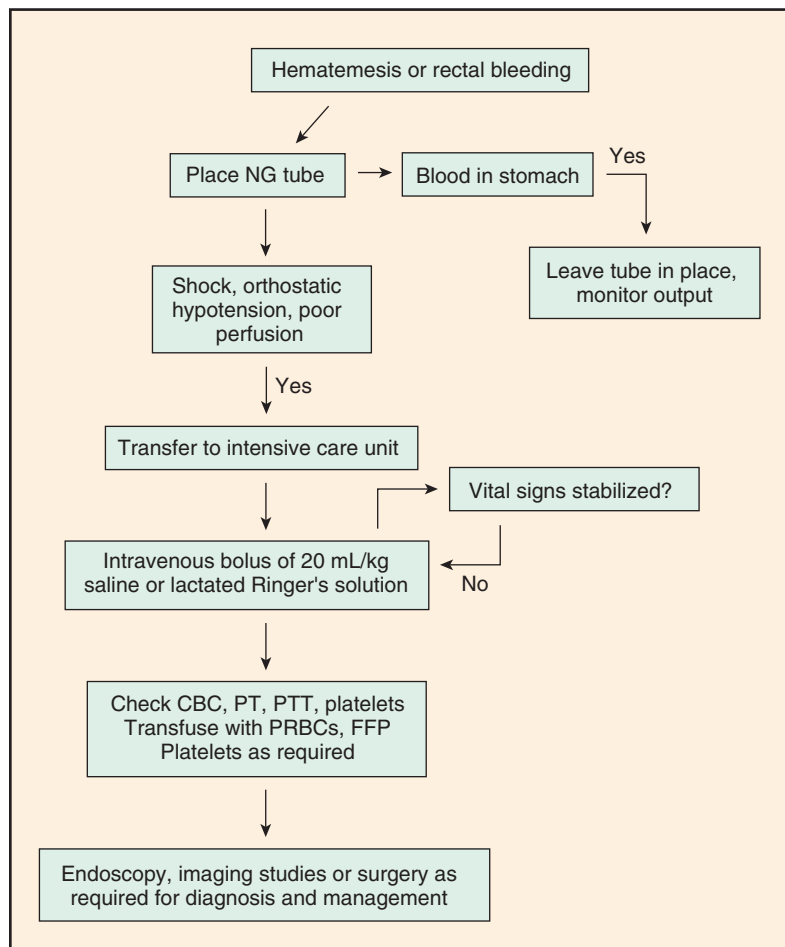 Hematemesis or rectal bleeding
Place NG tube
Blood in stomach
Yes
Leave tube in place,
monitor output
Shock, orthostatic
hypotension, poor
perfusion
Yes
Transfer to intensive care unit
Vital signs stabilized?
Intravenous bolus of 20 mL/kg
saline or lactated Ringer's solution
No
Check CBC, PT, PTT, platelets
Transfuse with PRBCs, FFP
Platelets as required
Endoscopy, imaging studies or surgery as
required for diagnosis and management